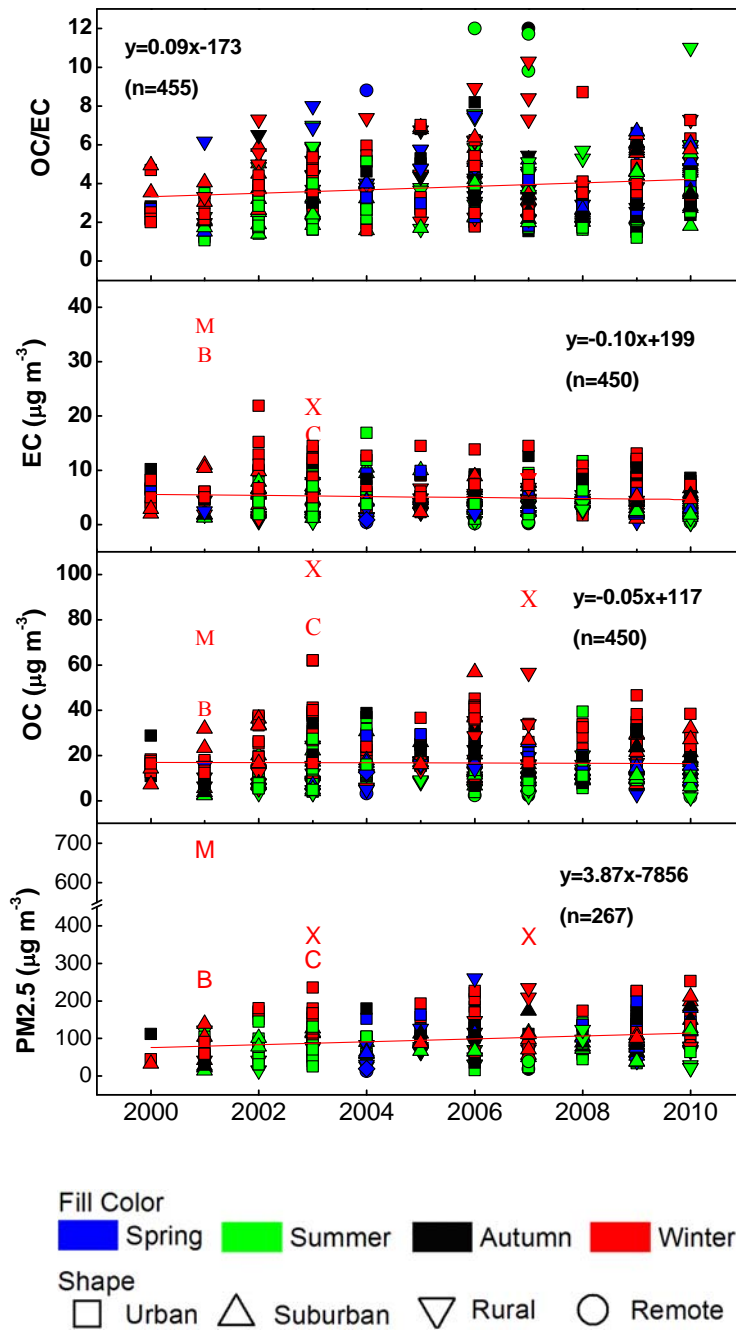 12
10
8
6
4
2
0
OC/EC
y=0.09x-173
(n=455)
40
30
20
10
0
EC (μg m-3)
M
B
X
C
y=-0.10x+199
(n=450)
100
80
60
40
20
0
OC (μg m-3)
X
M
C
B
X
y=-0.05x+117
(n=450)
700
600
400
300
200
100
0
PM2.5 (μg m-3)
M
B
X
C
X
y=3.87x-7856
(n=267)
2000 2002 2004 2006 2008 2010
Fill Color
Spring Summer Autumn Winter
Shape
Urban Suburban Rural Remote